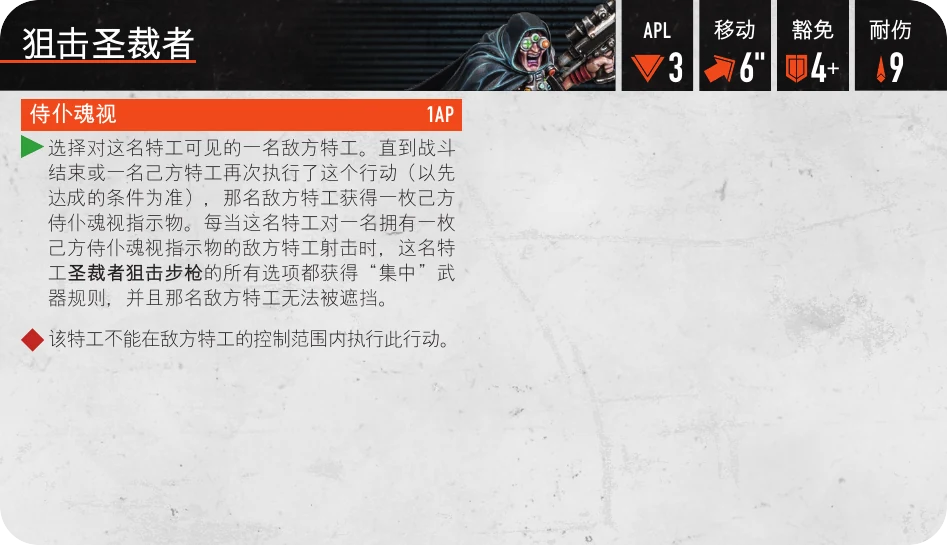 狙击圣裁者
APL 移动 豁免 耐伤
3 6" 4+ 9
侍仆魂视 1AP
选择对这名特工可见的一名敌方特工。直到战斗
结束或一名己方特工再次执行了这个行动（以先
达成的条件为准），那名敌方特工获得一枚己方
侍仆魂视指示物。每当这名特工对一名拥有一枚
己方侍仆魂视指示物的敌方特工射击时，这名特
工圣裁者狙击步枪的所有选项都获得“集中”武
器规则，并且那名敌方特工无法被遮挡。
该特工不能在敌方特工的控制范围内执行此行动。